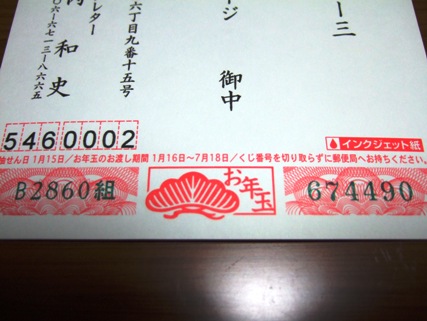 ー三
ージ　御中
六丁目九番十五号
レター
〇六-六七一三-八六六五
和史
5460002
インクジェット紙
抽せん日 1月15日／お年玉のお渡し期間 1月16日〜7月18日／くじ番号を切り取らずに郵便局へお持ちください。
B2860組
お年玉
674490